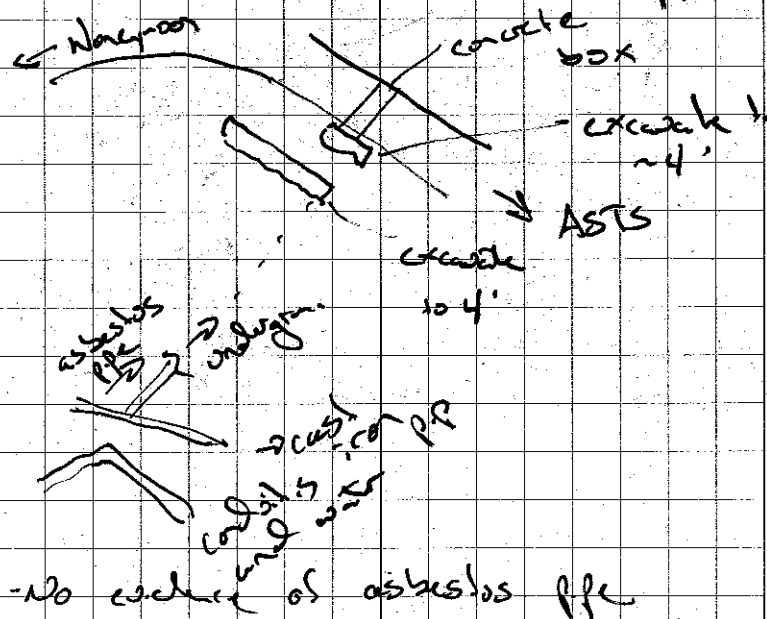 ← Honeymoon
concrete
box
- excavate
~4'
ASTS
excavate
to 4'
asbestos
pipe
→ cast
iron pipe
conduits
and water
- No evidence of asbestos pipe